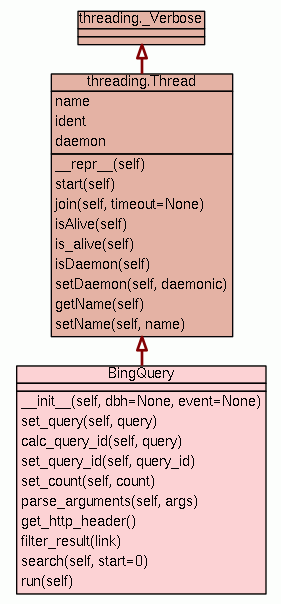 threading._Verbose
threading.Thread
name
ident
daemon
__repr__(self)
start(self)
join(self, timeout=None)
isAlive(self)
is_alive(self)
isDaemon(self)
setDaemon(self, daemonic)
getName(self)
setName(self, name)
BingQuery
__init__(self, dbh=None, event=None)
set_query(self, query)
calc_query_id(self, query)
set_query_id(self, query_id)
set_count(self, count)
parse_arguments(self, args)
get_http_header()
filter_result(link)
search(self, start=0)
run(self)